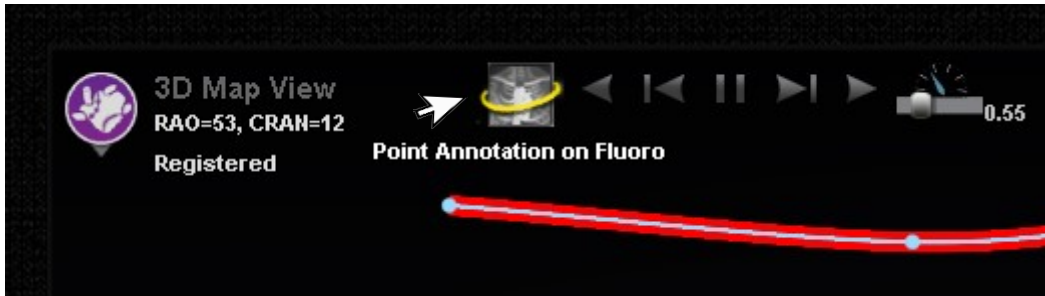 3D Map View
RAO=53, CRAN=12
Registered
Point Annotation on Fluoro
0.55